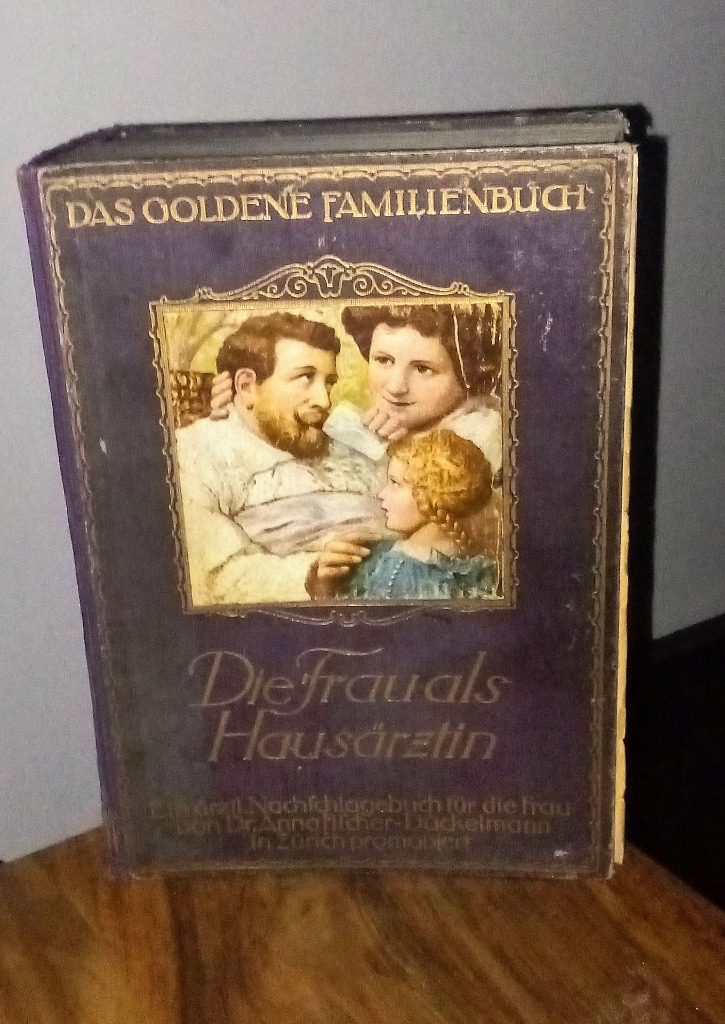 DAS GOLDENE FAMILIENBUCH
Die Frau als
Hausärztin
Ein ärztl. Nachschlagebuch für die Frau
von Dr. Anna Fischer-Dückelmann
In Zürich promoviert